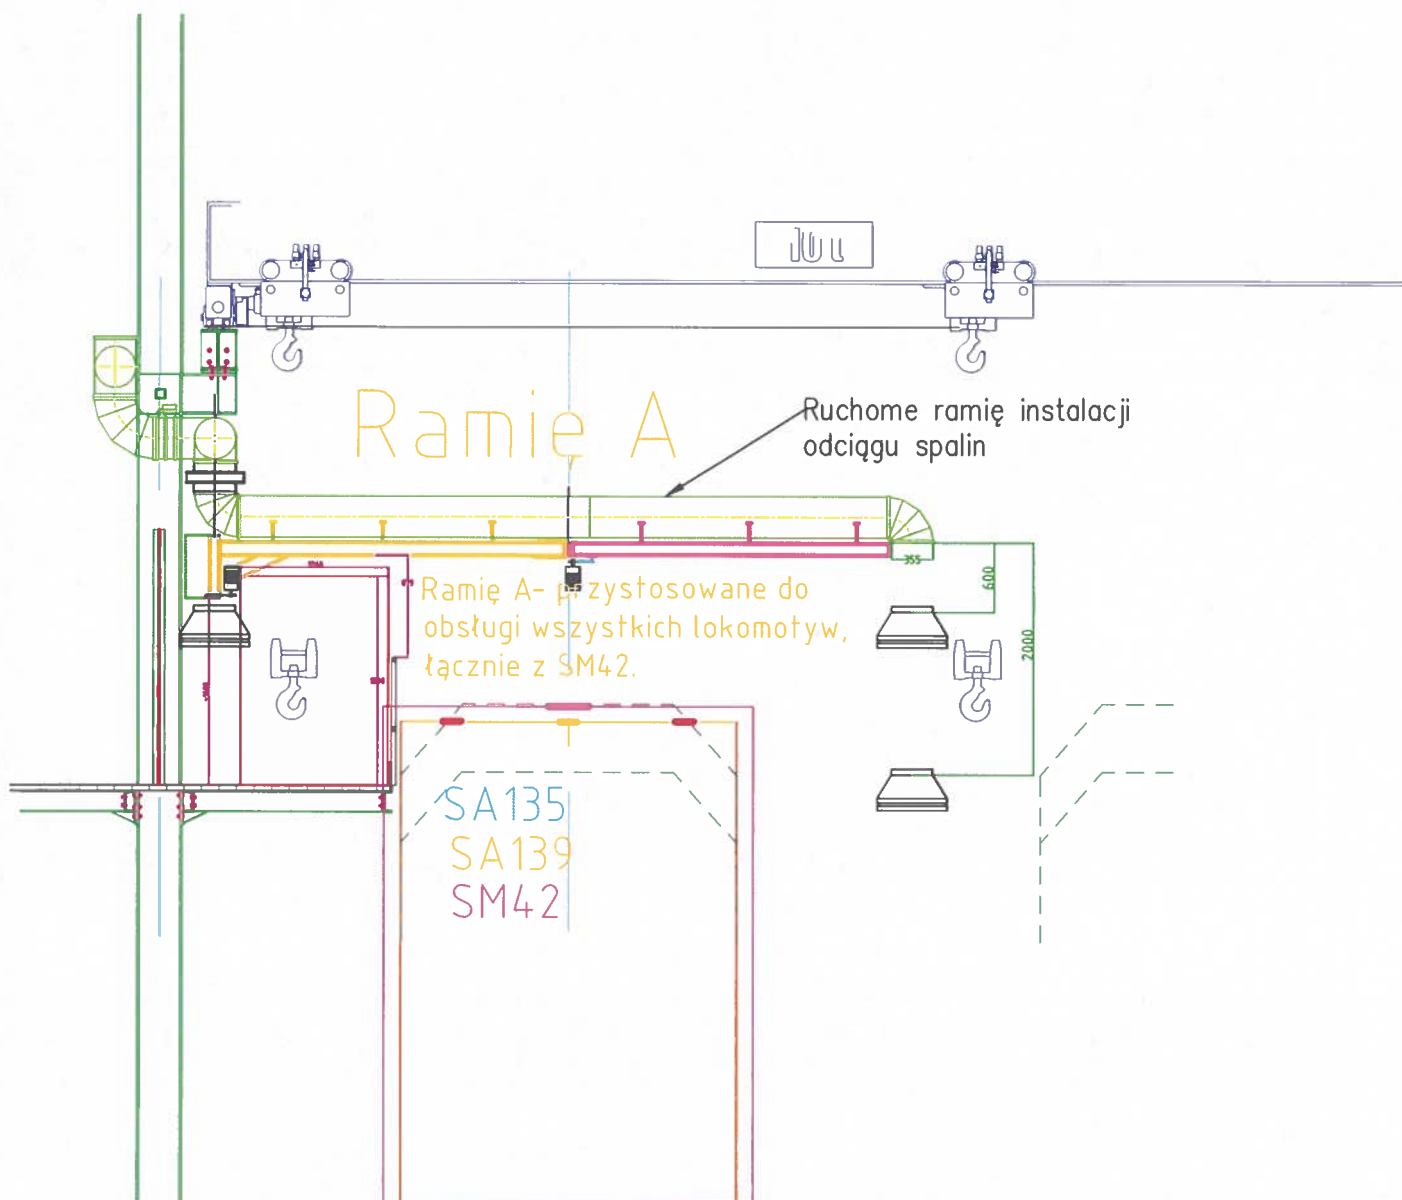 Ramię A
Ruchome ramię instalacji
odciągu spalin
355
600
Ramię A- przystosowane do
obsługi wszystkich lokomotyw,
łącznie z SM42.
2000
SA135
SA139
SM42